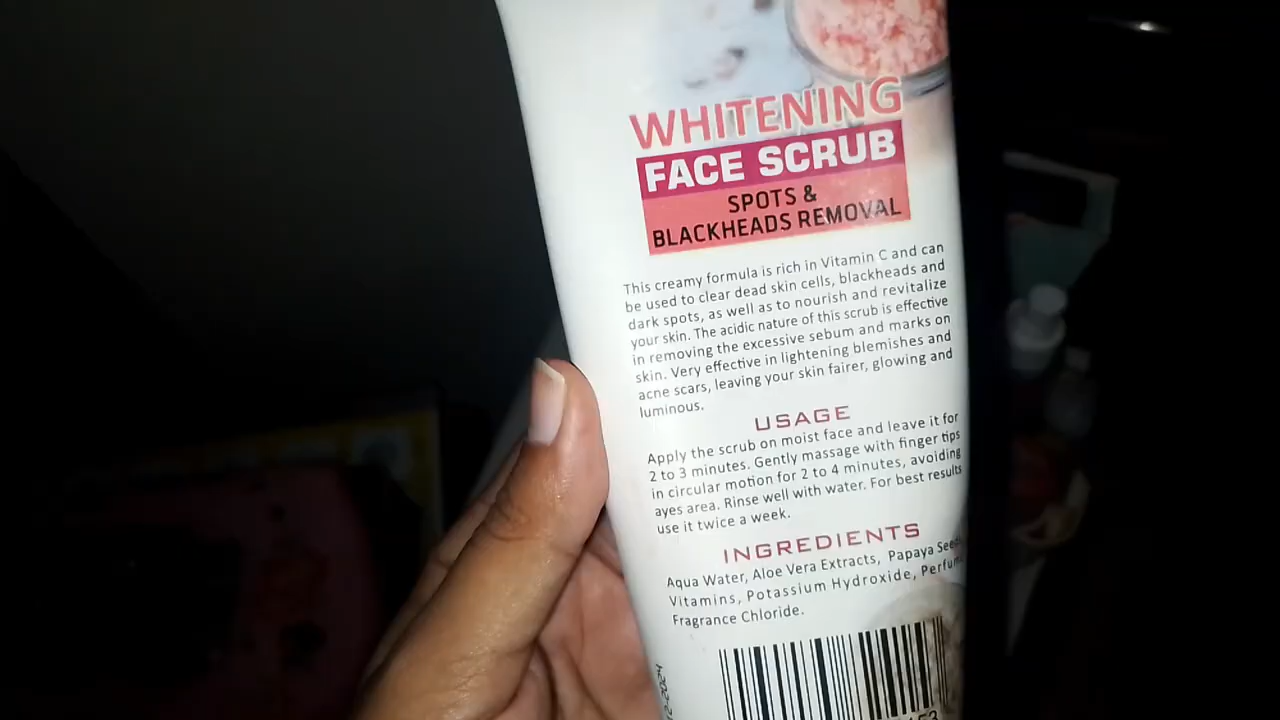 WHITENING
FACE SCRUB
SPOTS &
BLACKHEADS REMOVAL
This creamy formula is rich in Vitamin C and can
be used to clear dead skin cells, blackheads and
dark spots, as well as to nourish and revitalize
your skin. The acidic nature of this scrub is effective
in removing the excessive sebum and marks on
skin. Very effective in lightening blemishes and
acne scars, leaving your skin fairer, glowing and
luminous.
USAGE
Apply the scrub on moist face and leave it for
2 to 3 minutes. Gently massage with finger tips
in circular motion for 2 to 4 minutes, avoiding
ayes area. Rinse well with water. For best results
use it twice a week.
INGREDIENTS
Aqua Water, Aloe Vera Extracts, Papaya
Vitamins, Potassium Hydroxide,
Fragrance Chloride.